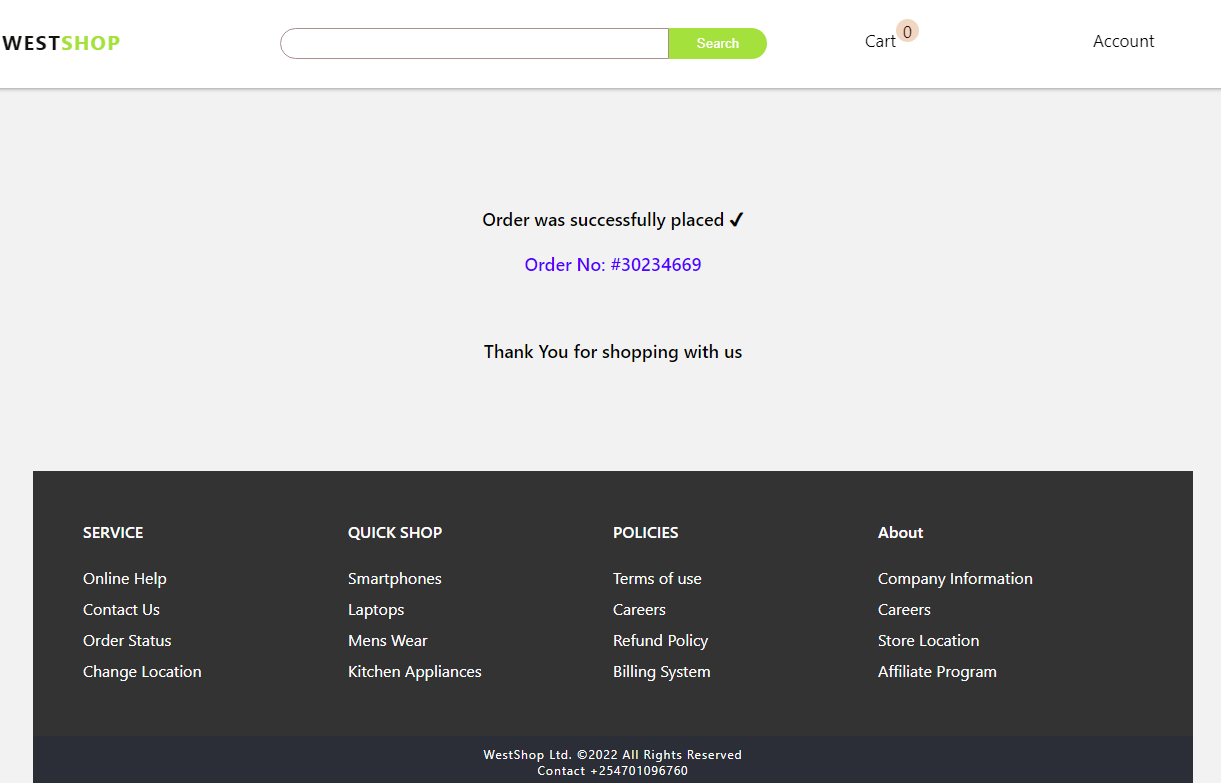 WESTSHOP
Search
Cart 0
Account
Order was successfully placed ✔
Order No: #30234669
Thank You for shopping with us
SERVICE
Online Help
Contact Us
Order Status
Change Location
QUICK SHOP
Smartphones
Laptops
Mens Wear
Kitchen Appliances
POLICIES
Terms of use
Careers
Refund Policy
Billing System
About
Company Information
Careers
Store Location
Affiliate Program
WestShop Ltd. ©2022 All Rights Reserved
Contact +254701096760